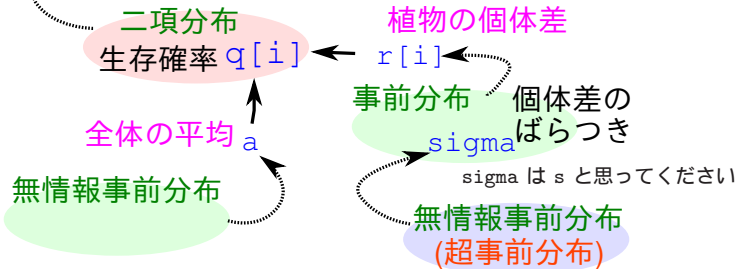 二項分布
植物の個体差
生存確率 q[i]
r[i]
事前分布
個体差の
ばらつき
全体の平均 a
sigma
sigma は s と思ってください
無情報事前分布
無情報事前分布
(超事前分布)